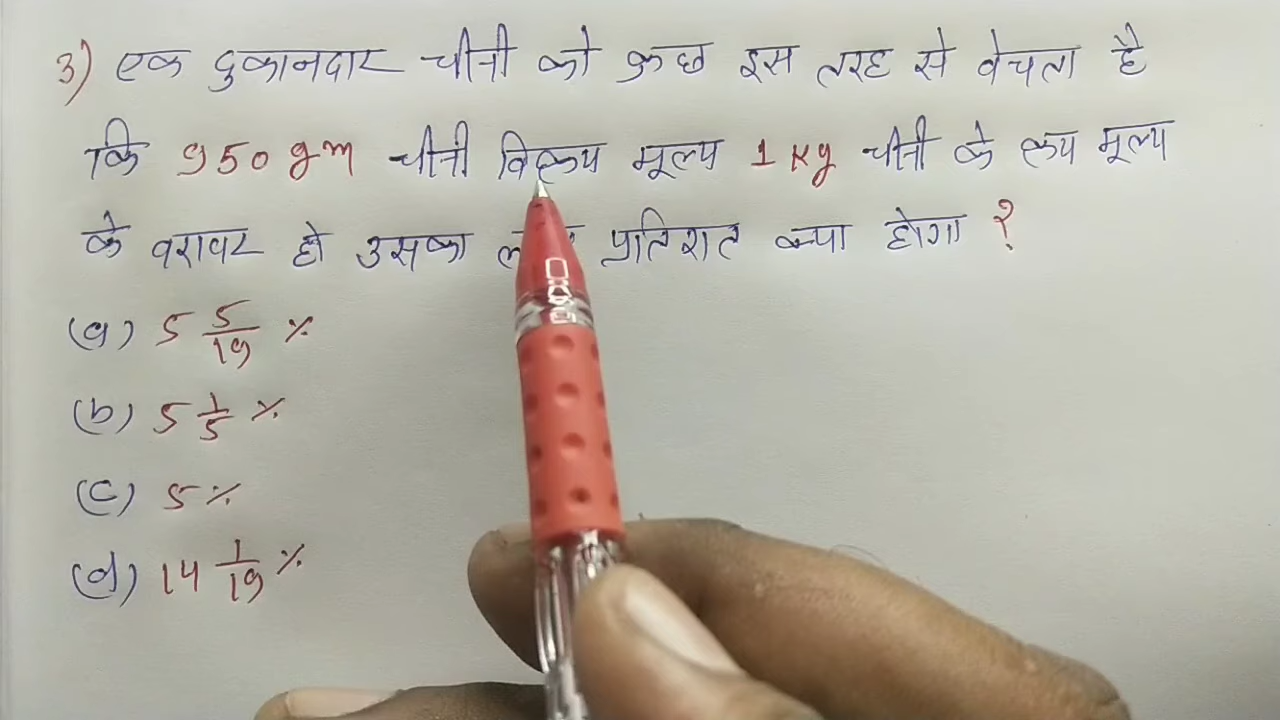 3) एक दुकानदार चीनी को कुछ इस तरह से बेचता है
कि 950 gm चीनी विक्रय मूल्य 1 Kg चीनी के क्रय मूल्य
के बराबर हो उसका प्रतिशत क्या होगा ?
(a) 5 5/19 %
(b) 5 1/5 %
(c) 5%
(d) 14 1/19 %